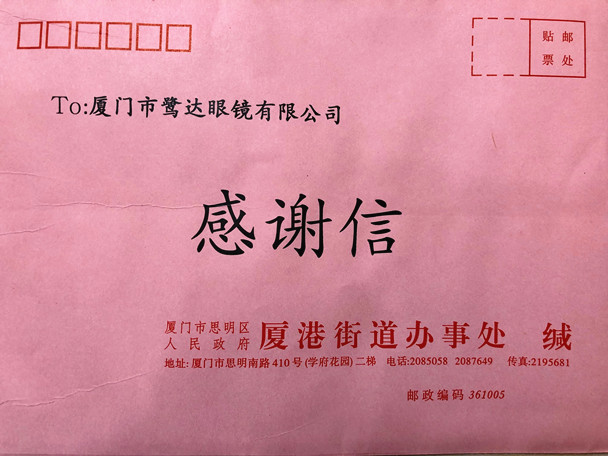 贴 邮
票 处
To:厦门市鹭达眼镜有限公司
感谢信
厦门市思明区
人民政府 厦港街道办事处 缄
地址: 厦门市思明南路410号(学府花园)二梯 电话:2085058 2087649 传真:2195681
邮政编码 361005